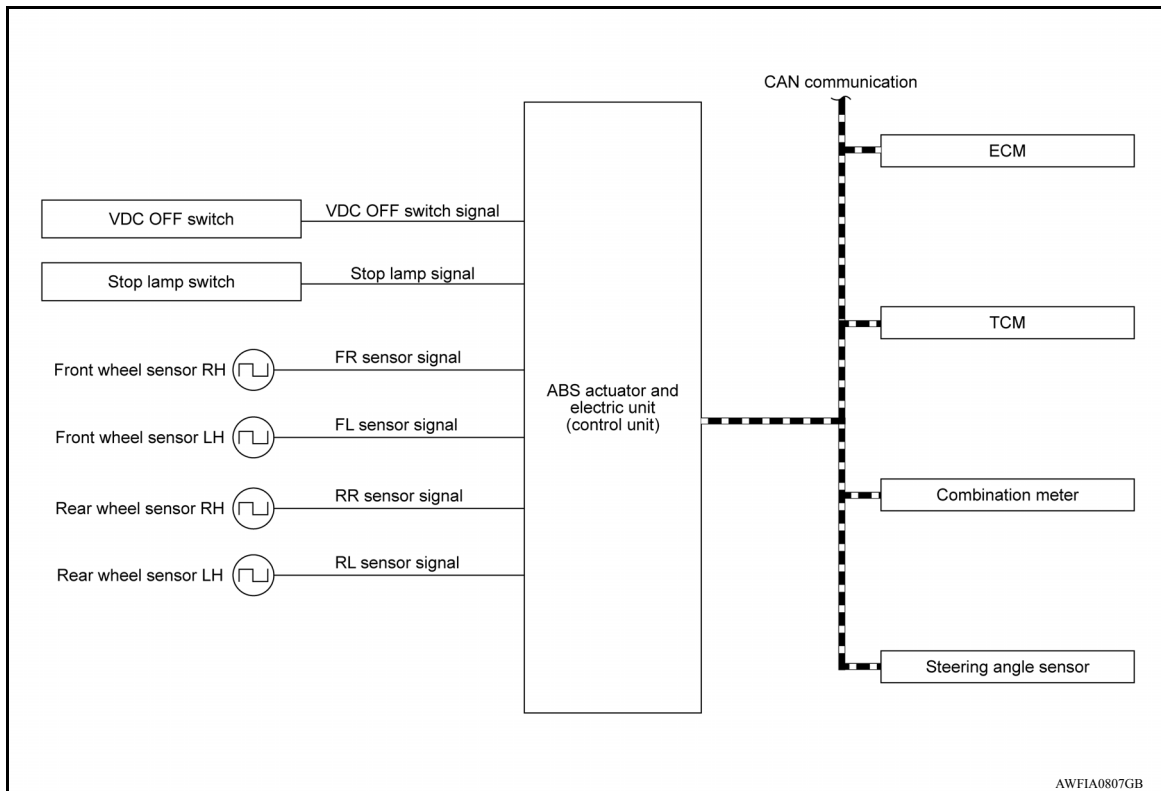 CAN communication
ECM
VDC OFF switch
VDC OFF switch signal
Stop lamp switch
Stop lamp signal
TCM
Front wheel sensor RH
FR sensor signal
ABS actuator and
electric unit
(control unit)
Front wheel sensor LH
FL sensor signal
Rear wheel sensor RH
RR sensor signal
Combination meter
Rear wheel sensor LH
RL sensor signal
Steering angle sensor
AWFIA0807GB